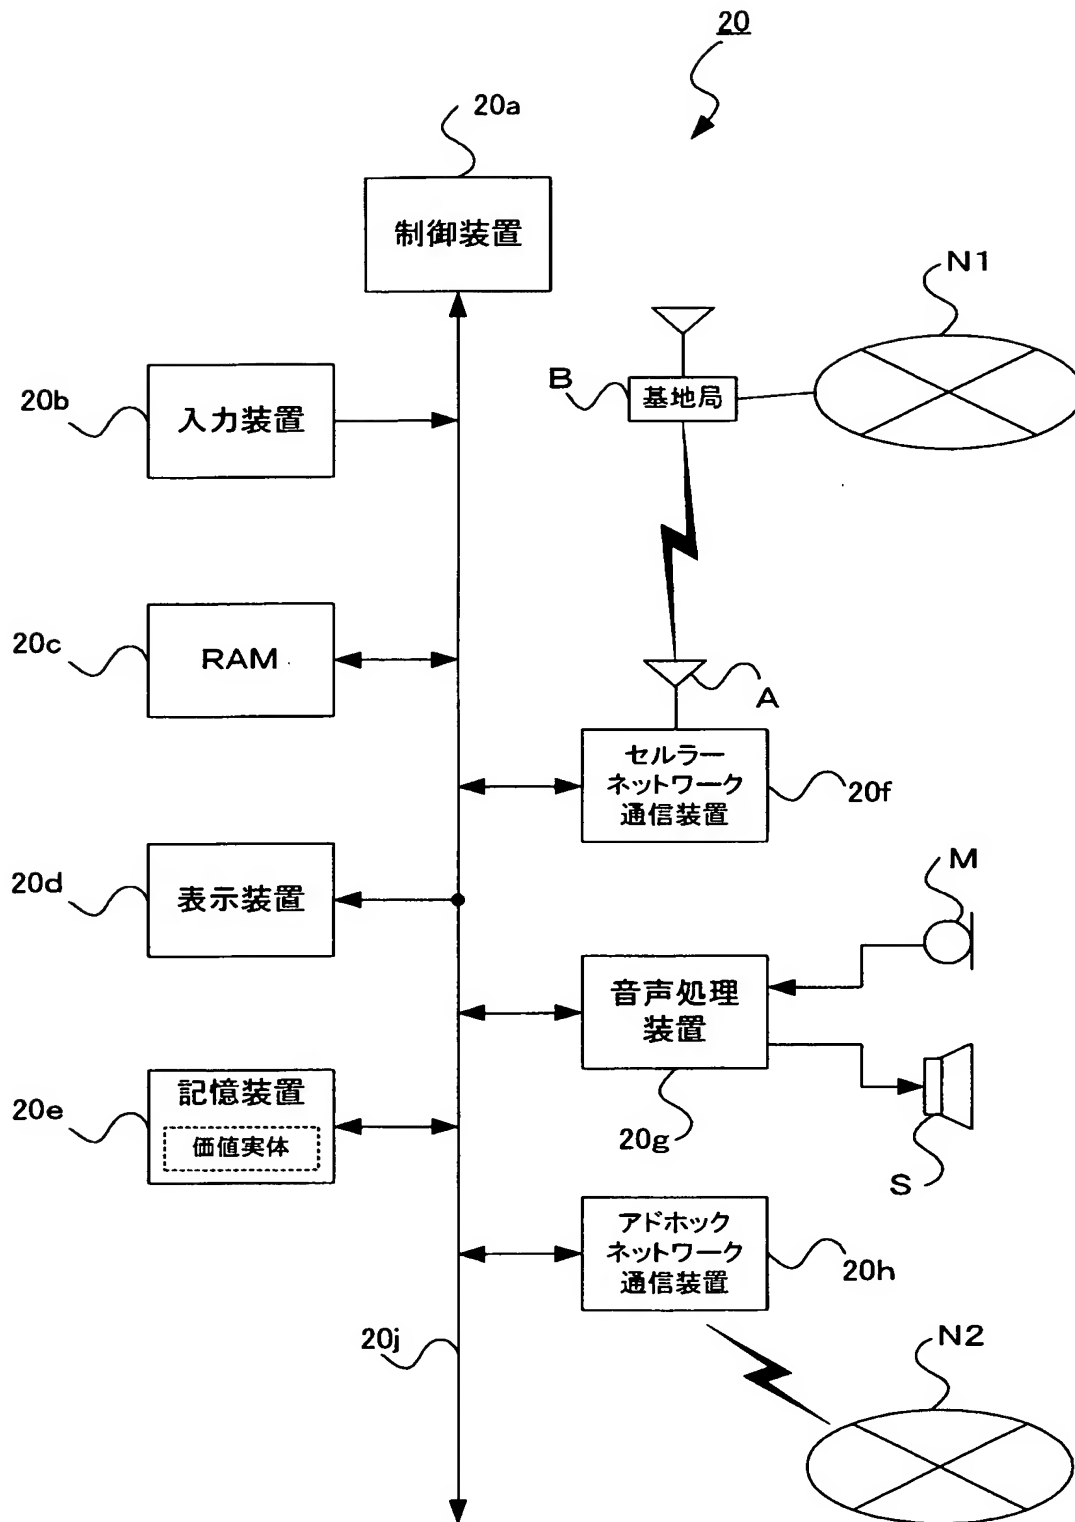 20
20a
制御装置
N1
B
基地局
20b
入力装置
20c
RAM
A
セルラー
ネットワーク
通信装置
20f
20d
表示装置
M
音声処理
装置
20g
S
20e
記憶装置
価値実体
アドホック
ネットワーク
通信装置
20h
20j
N2